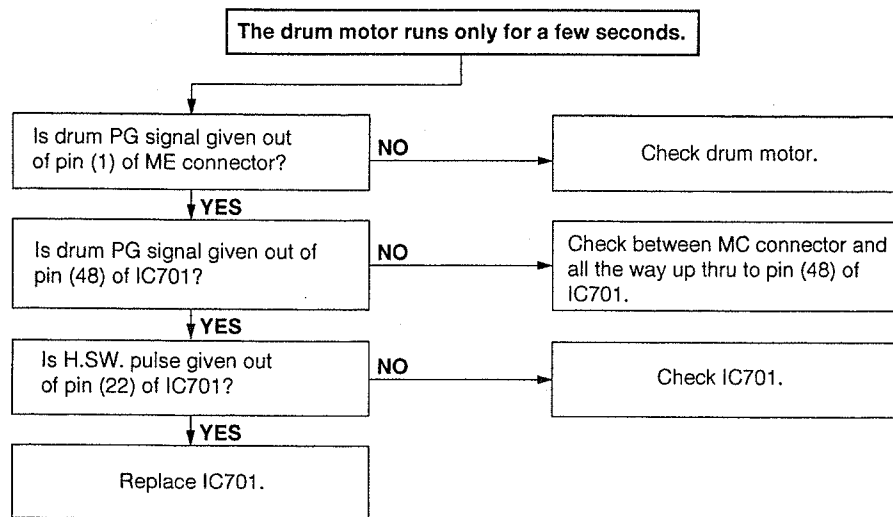 The drum motor runs only for a few seconds.
Is drum PG signal given out
of pin (1) of ME connector?
NO
Check drum motor.
YES
Is drum PG signal given out of
pin (48) of IC701?
NO
Check between MC connector and
all the way up thru to pin (48) of
IC701.
YES
Is H.SW. pulse given out
of pin (22) of IC701?
NO
Check IC701.
YES
Replace IC701.